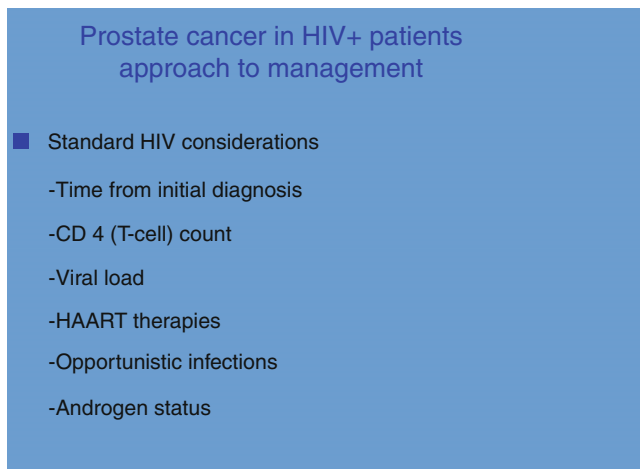 Prostate cancer in HIV+ patients
approach to management
Standard HIV considerations
-Time from initial diagnosis
-CD 4 (T-cell) count
-Viral load
-HAART therapies
-Opportunistic infections
-Androgen status